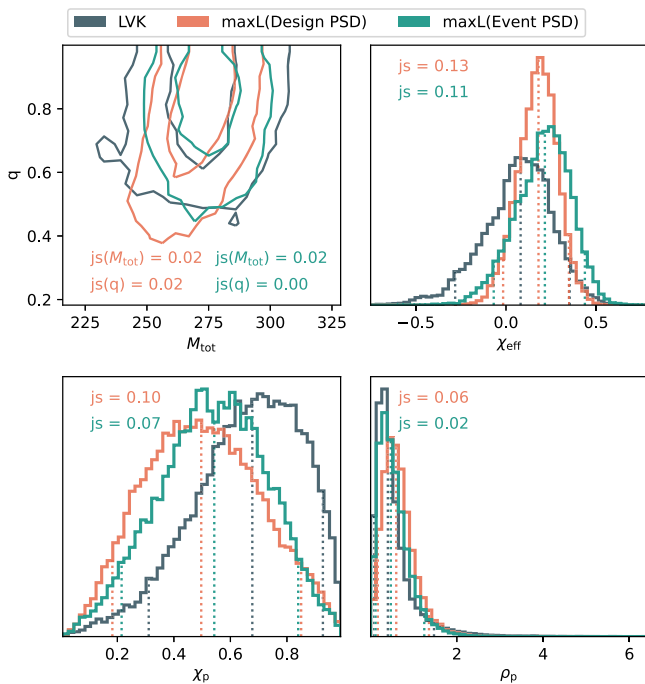 LVK maxL(Design PSD) maxL(Event PSD)
q
0.8
0.6
0.4
0.2
js(M_tot) = 0.02 js(M_tot) = 0.02
js(q) = 0.02 js(q) = 0.00
225 250 275 300 325
M_tot
js = 0.13
js = 0.11
−0.5 0.0 0.5
χ_eff
js = 0.10
js = 0.07
0.2 0.4 0.6 0.8
χ_p
js = 0.06
js = 0.02
2 4 6
ρ_p